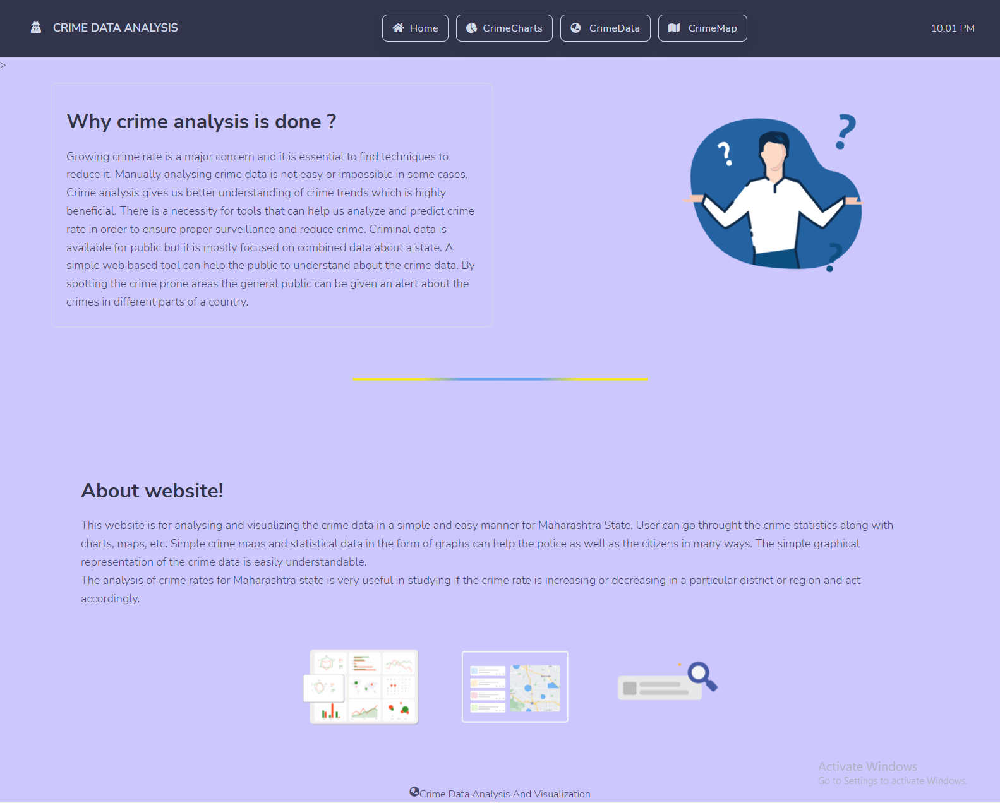 CRIME DATA ANALYSIS
Home
CrimeCharts
CrimeData
CrimeMap
10:01 PM
>
Why crime analysis is done ?
Growing crime rate is a major concern and it is essential to find techniques to
reduce it. Manually analysing crime data is not easy or impossible in some cases.
Crime analysis gives us better understanding of crime trends which is highly
beneficial. There is a necessity for tools that can help us analyze and predict crime
rate in order to ensure proper surveillance and reduce crime. Criminal data is
available for public but it is mostly focused on combined data about a state. A
simple web based tool can help the public to understand about the crime data. By
spotting the crime prone areas the general public can be given an alert about the
crimes in different parts of a country.
?
?
?
About website!
This website is for analysing and visualizing the crime data in a simple and easy manner for Maharashtra State. User can go throught the crime statistics along with
charts, maps, etc. Simple crime maps and statistical data in the form of graphs can help the police as well as the citizens in many ways. The simple graphical
representation of the crime data is easily understandable.
The analysis of crime rates for Maharashtra state is very useful in studying if the crime rate is increasing or decreasing in a particular district or region and act
accordingly.
Activate Windows
Go to Settings to activate Windows.
Crime Data Analysis And Visualization